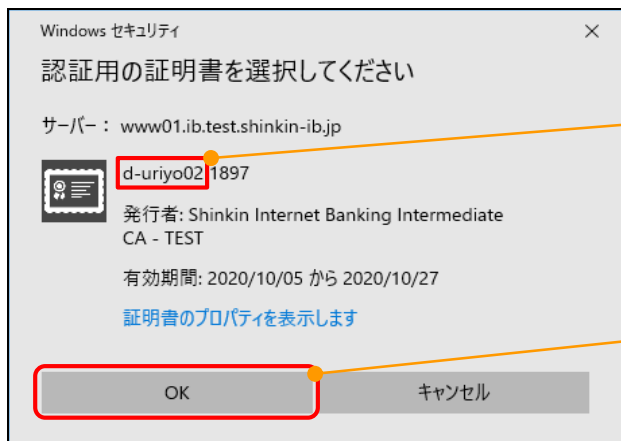 Windows セキュリティ
認証用の証明書を選択してください
サーバー： www01.ib.test.shinkin-ib.jp
d-uriyo02 1897
発行者: Shinkin Internet Banking Intermediate
CA - TEST
有効期間: 2020/10/05 から 2020/10/27
証明書のプロパティを表示します
OK
キャンセル